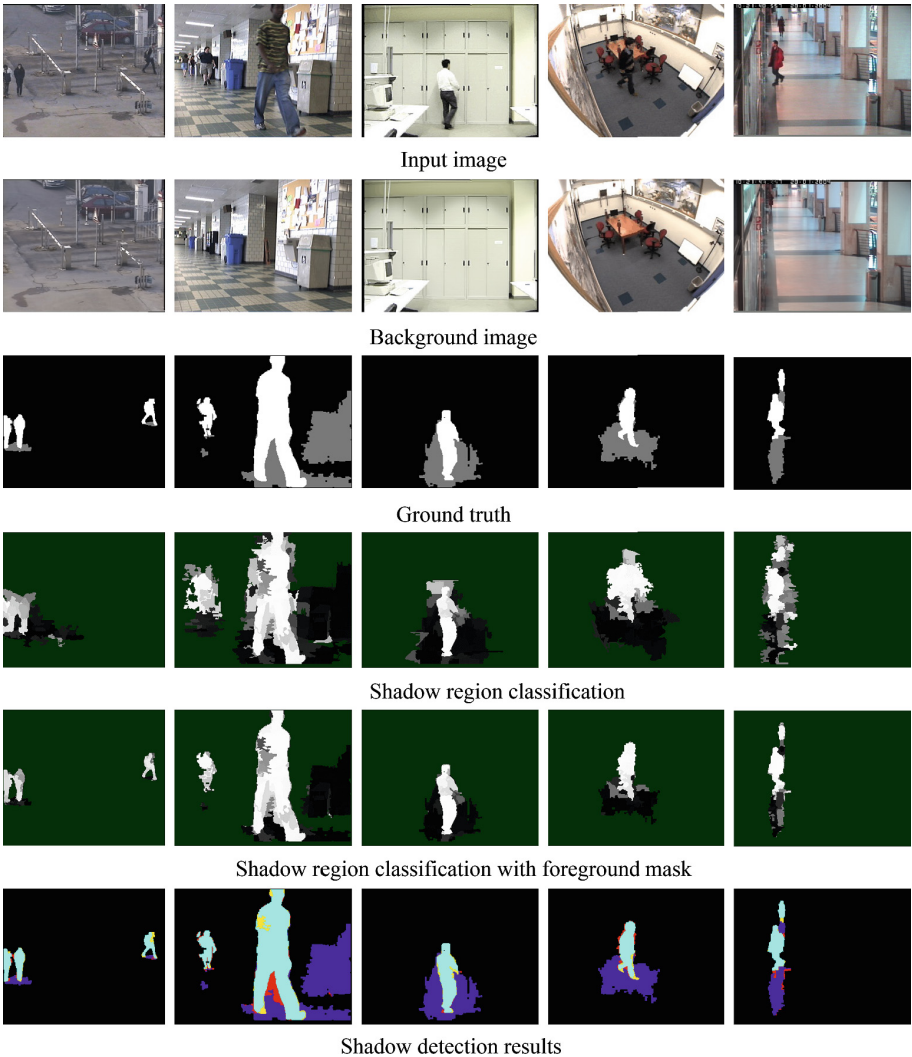 Input image
Background image
Ground truth
Shadow region classification
Shadow region classification with foreground mask
Shadow detection results